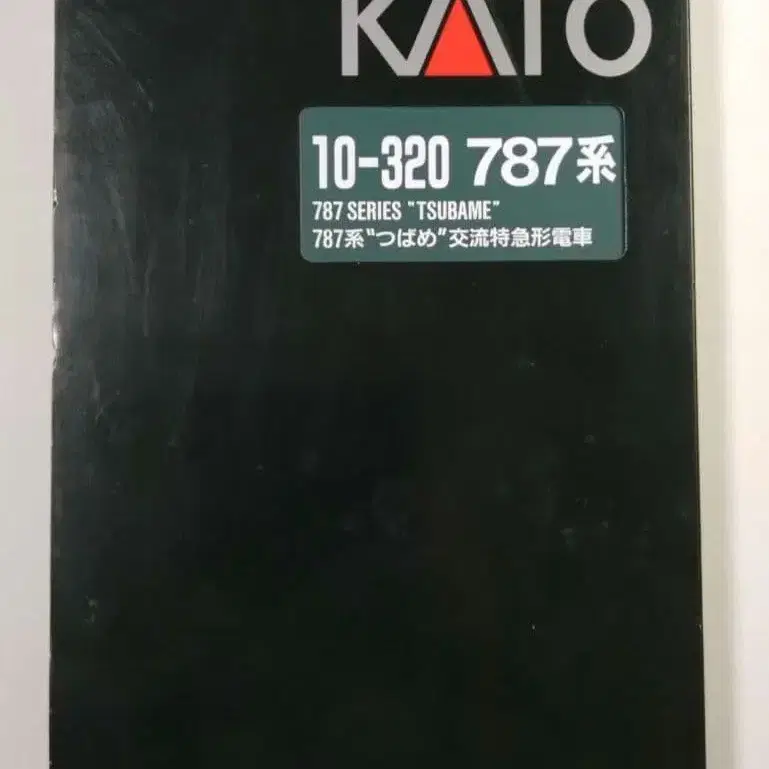 KATO
10-320 787系
787 SERIES "TSUBAME"
787系"つばめ"交流特急形電車